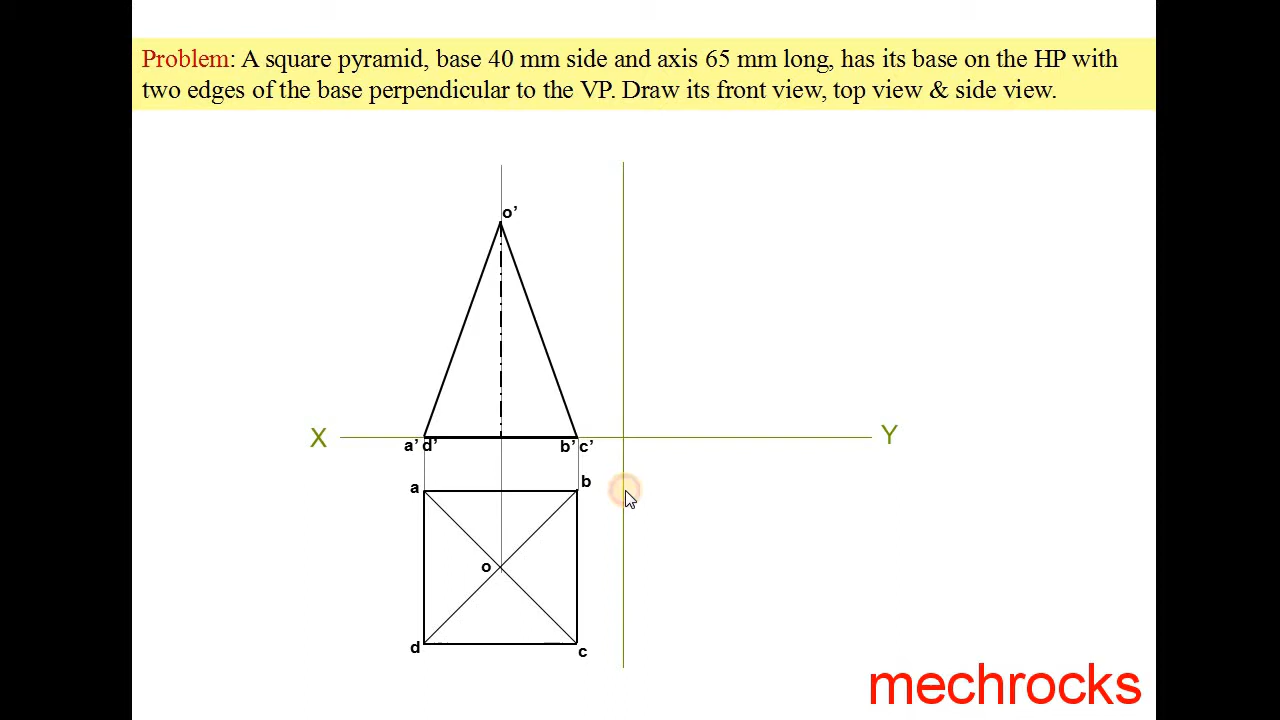 Problem: A square pyramid, base 40 mm side and axis 65 mm long, has its base on the HP with
two edges of the base perpendicular to the VP. Draw its front view, top view & side view.
o’
X
Y
a’ d’
b’ c’
a
b
o
d
c
mechrocks